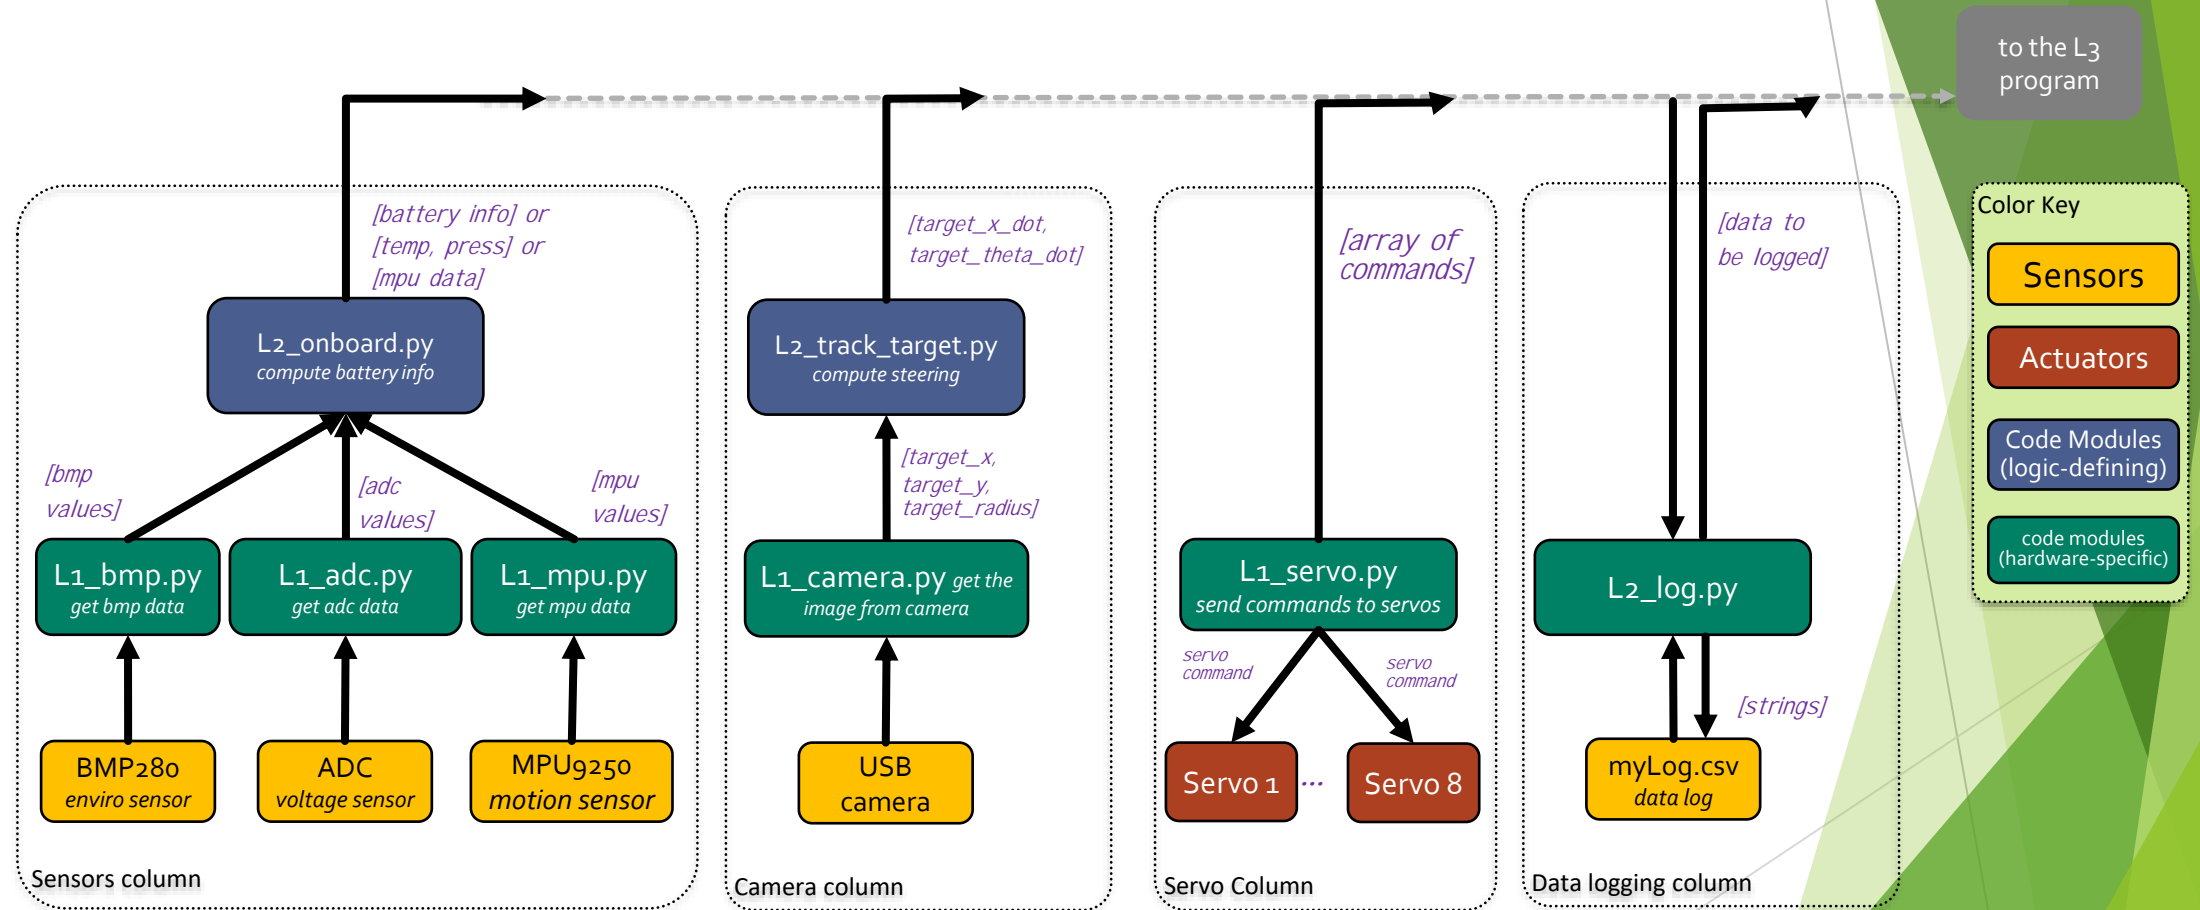 to the L3
program
[battery info] or
[temp, press] or
[mpu data]
L2_onboard.py
compute battery info
[bmp
values]
[adc
values]
[mpu
values]
L1_bmp.py
get bmp data
L1_adc.py
get adc data
L1_mpu.py
get mpu data
BMP280
enviro sensor
ADC
voltage sensor
MPU9250
motion sensor
Sensors column
[target_x_dot,
target_theta_dot]
L2_track_target.py
compute steering
[target_x,
target_y,
target_radius]
L1_camera.py get the
image from camera
USB
camera
Camera column
[array of
commands]
L1_servo.py
send commands to servos
servo
command
servo
command
Servo 1
...
Servo 8
Servo Column
[data to
be logged]
L2_log.py
[strings]
myLog.csv
data log
Data logging column
Color Key
Sensors
Actuators
Code Modules
(logic-defining)
code modules
(hardware-specific)